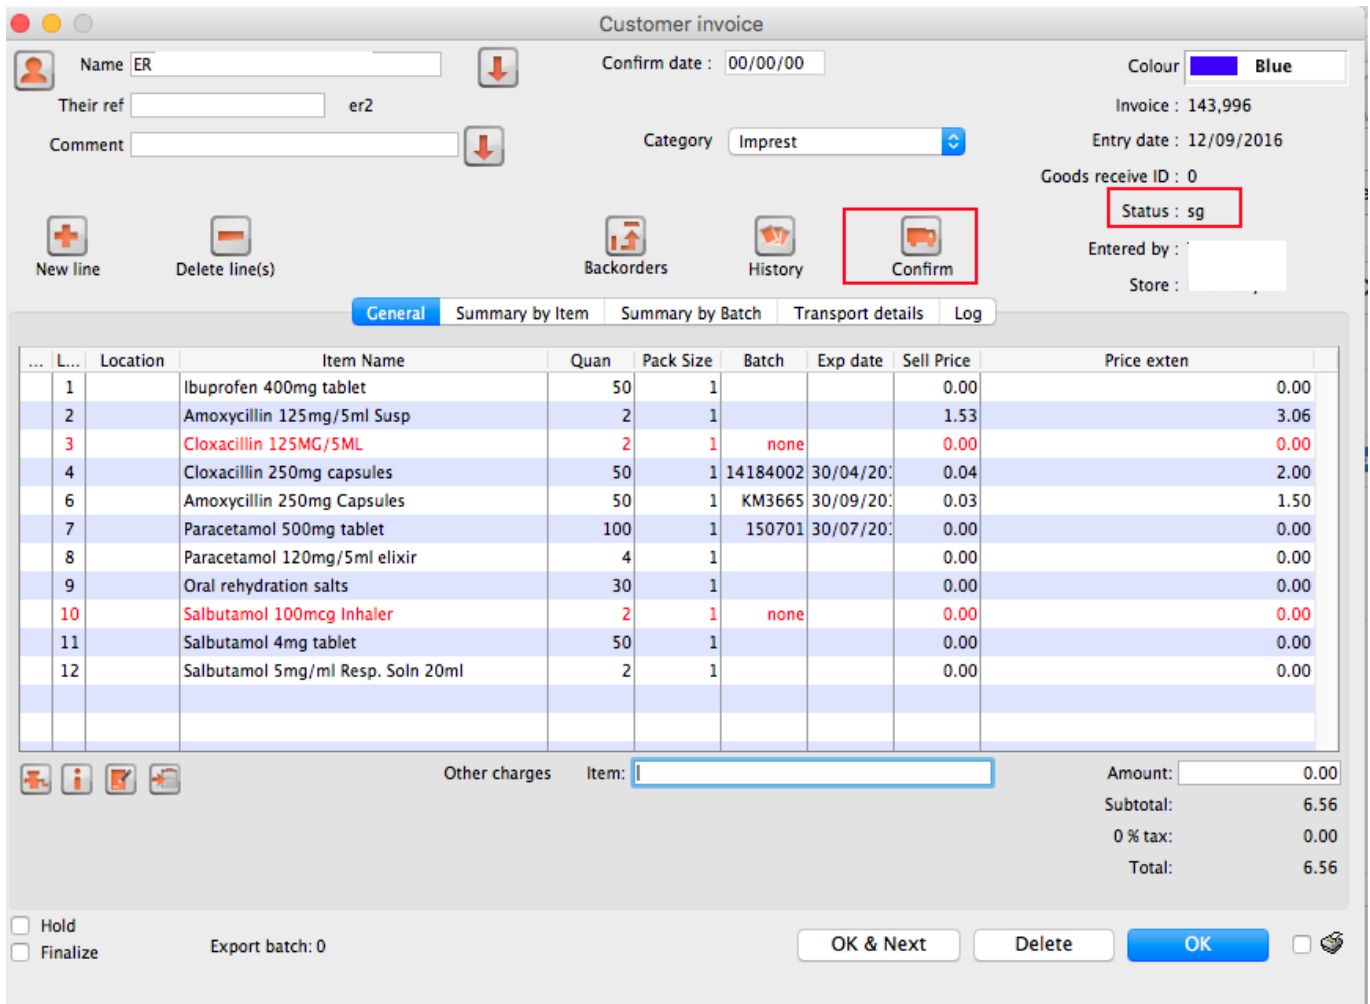 Customer invoice
Name ER Confirm date : 00/00/00 Colour Blue
Their ref er2 Invoice : 143,996
Comment Category Imprest Entry date : 12/09/2016
Goods receive ID : 0
Status : sg
Entered by :
Store :
New line Delete line(s) Backorders History Confirm
General Summary by Item Summary by Batch Transport details Log
... L... Location Item Name Quan Pack Size Batch Exp date Sell Price Price exten
1 Ibuprofen 400mg tablet 50 1 0.00 0.00
2 Amoxycillin 125mg/5ml Susp 2 1 1.53 3.06
3 Cloxacillin 125MG/5ML 2 1 none 0.00 0.00
4 Cloxacillin 250mg capsules 50 1 14184002 30/04/201 0.04 2.00
6 Amoxycillin 250mg Capsules 50 1 KM3665 30/09/201 0.03 1.50
7 Paracetamol 500mg tablet 100 1 150701 30/07/20 0.00 0.00
8 Paracetamol 120mg/5ml elixir 4 1 0.00 0.00
9 Oral rehydration salts 30 1 0.00 0.00
10 Salbutamol 100mcg Inhaler 2 1 none 0.00 0.00
11 Salbutamol 4mg tablet 50 1 0.00 0.00
12 Salbutamol 5mg/ml Resp. Soln 20ml 2 1 0.00 0.00
Other charges Item: Amount: 0.00
Subtotal: 6.56
0 % tax: 0.00
Total: 6.56
Hold
Finalize Export batch: 0 OK & Next Delete OK